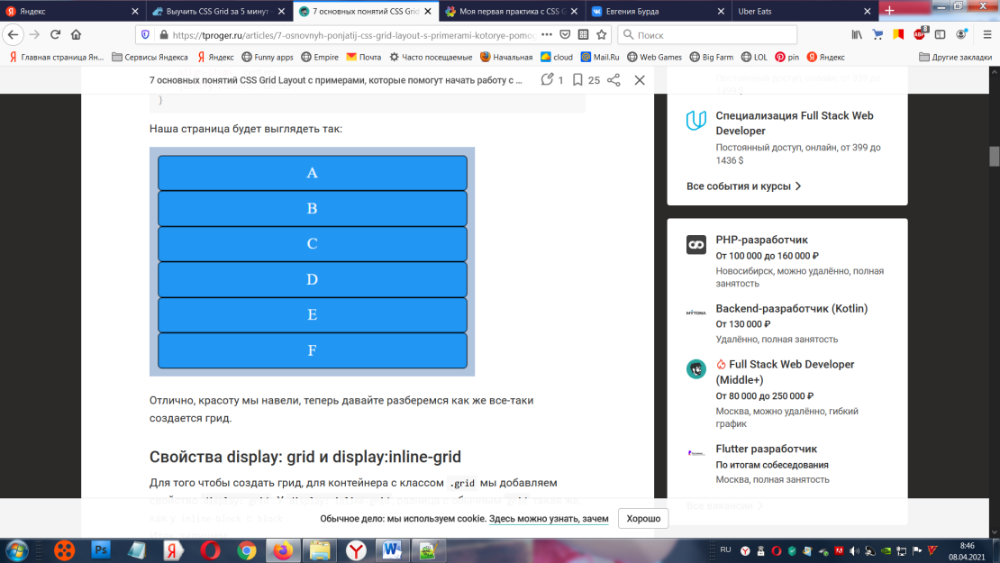 Яндекс
Выучить CSS Grid за 5 минут -
7 основных понятий CSS Grid
Моя первая практика с CSS G
Евгения Бурда
Uber Eats
https://tproger.ru/articles/7-osnovnyh-ponjatij-css-grid-layout-s-primerami-kotorye-pomo
Поиск
8
Главная страница Ян...
Сервисы Яндекса
Яндекс
Funny apps
Empire
Почта
Часто посещаемые
Начальная
cloud
Mail.Ru
Web Games
Big Farm
LOL
pin
Яндекс
Другие закладки
7 основных понятий CSS Grid Layout с примерами, которые помогут начать работу с ...
1
25
}
Наша страница будет выглядеть так:
A
B
C
D
E
F
Отлично, красоту мы навели, теперь давайте разберемся как же все-таки
создается грид.
Свойства display: grid и display:inline-grid
Для того чтобы создать грид, для контейнера с классом .grid мы добавляем
Специализация Full Stack Web
Developer
Постоянный доступ, онлайн, от 399 до
1436 $
Все события и курсы
PHP-разработчик
От 100 000 до 160 000 ₽
Новосибирск, можно удалённо, полная
занятость
MYTONA
Backend-разработчик (Kotlin)
От 130 000 ₽
Удалённо, полная занятость
Full Stack Web Developer
(Middle+)
От 80 000 до 250 000 ₽
Москва, можно удалённо, гибкий
график
Flutter разработчик
По итогам собеседования
Москва, полная занятость
Все вакансии
Обычное дело: мы используем cookie. Здесь можно узнать, зачем
Хорошо
RU
8:46
08.04.2021